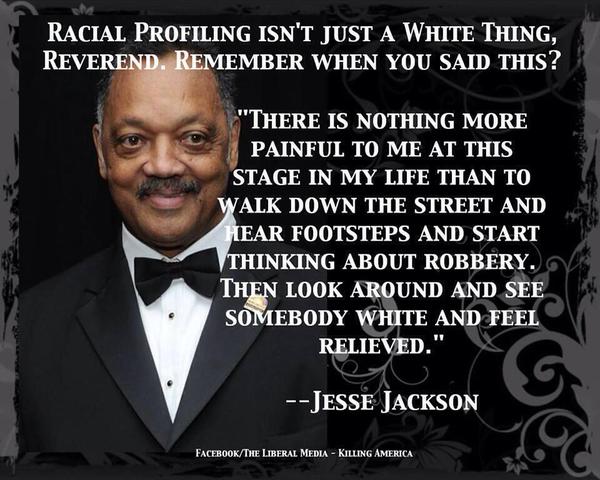 Racial Profiling isn't just a White Thing,
Reverend. Remember when you said this?
"There is nothing more
painful to me at this
stage in my life than to
walk down the street and
hear footsteps and start
thinking about robbery.
Then look around and see
somebody white and feel
relieved."
--Jesse Jackson
Facebook/The Liberal Media - Killing America